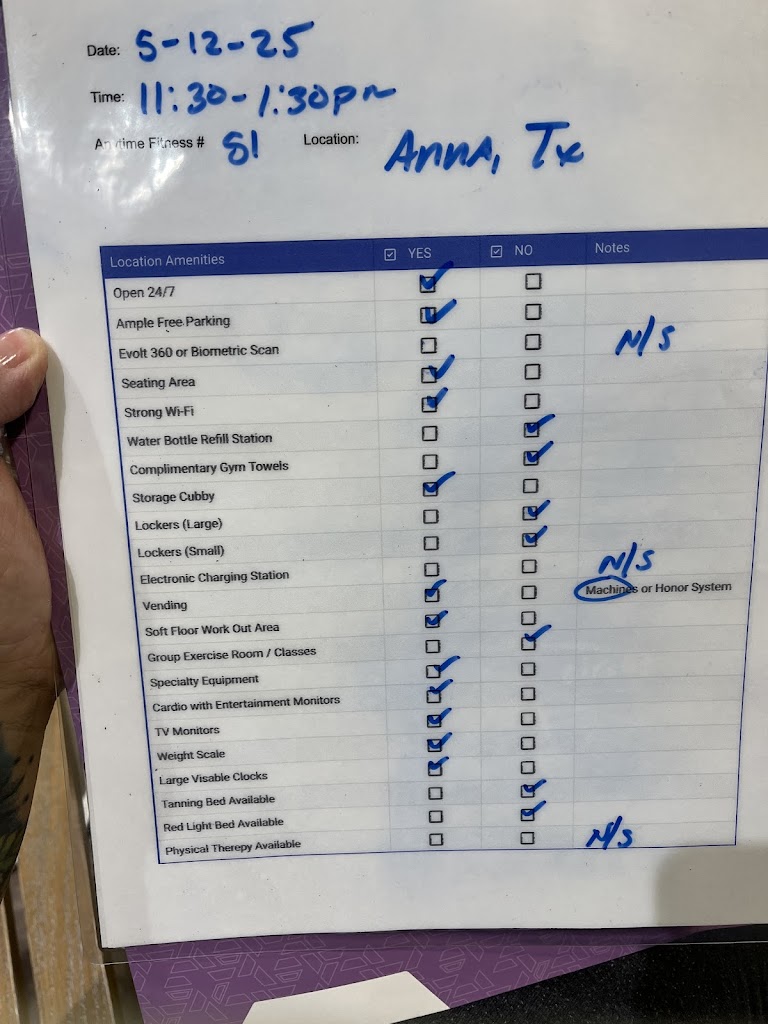 Date: 5-12-25
Time: 11:30-1:30pm
Anytime Fitness # 81 Location: Anna, Tx
Location Amenities ☑ YES ☑ NO Notes
Open 24/7 ☑ ☐
Ample Free Parking ☑ ☐
Evolt 360 or Biometric Scan ☐ ☐ N/S
Seating Area ☑ ☐
Strong Wi-Fi ☑ ☐
Water Bottle Refill Station ☐ ☑
Complimentary Gym Towels ☐ ☑
Storage Cubby ☑ ☐
Lockers (Large) ☐ ☑
Lockers (Small) ☐ ☑
Electronic Charging Station ☐ ☐ N/S
Vending ☑ ☐ Machines or Honor System
Soft Floor Work Out Area ☑ ☐
Group Exercise Room / Classes ☐ ☑
Specialty Equipment ☑ ☐
Cardio with Entertainment Monitors ☑ ☐
TV Monitors ☑ ☐
Weight Scale ☑ ☐
Large Visable Clocks ☑ ☐
Tanning Bed Available ☐ ☑
Red Light Bed Available ☐ ☑
Physical Therepy Available ☐ ☐ N/S